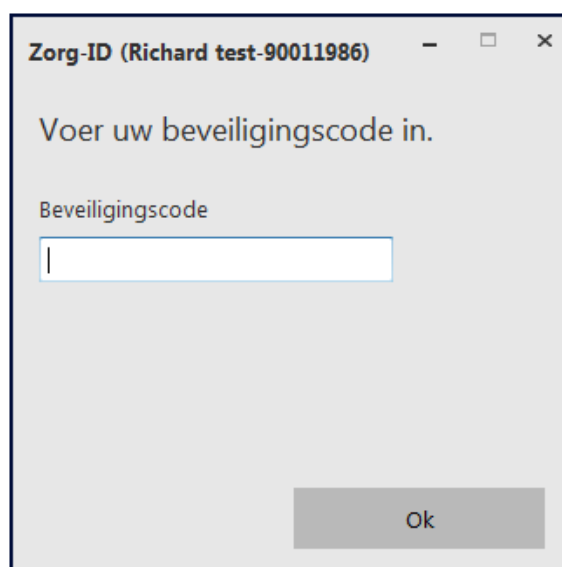 Zorg-ID (Richard test-90011986)
Voer uw beveiligingscode in.
Beveiligingscode
Ok